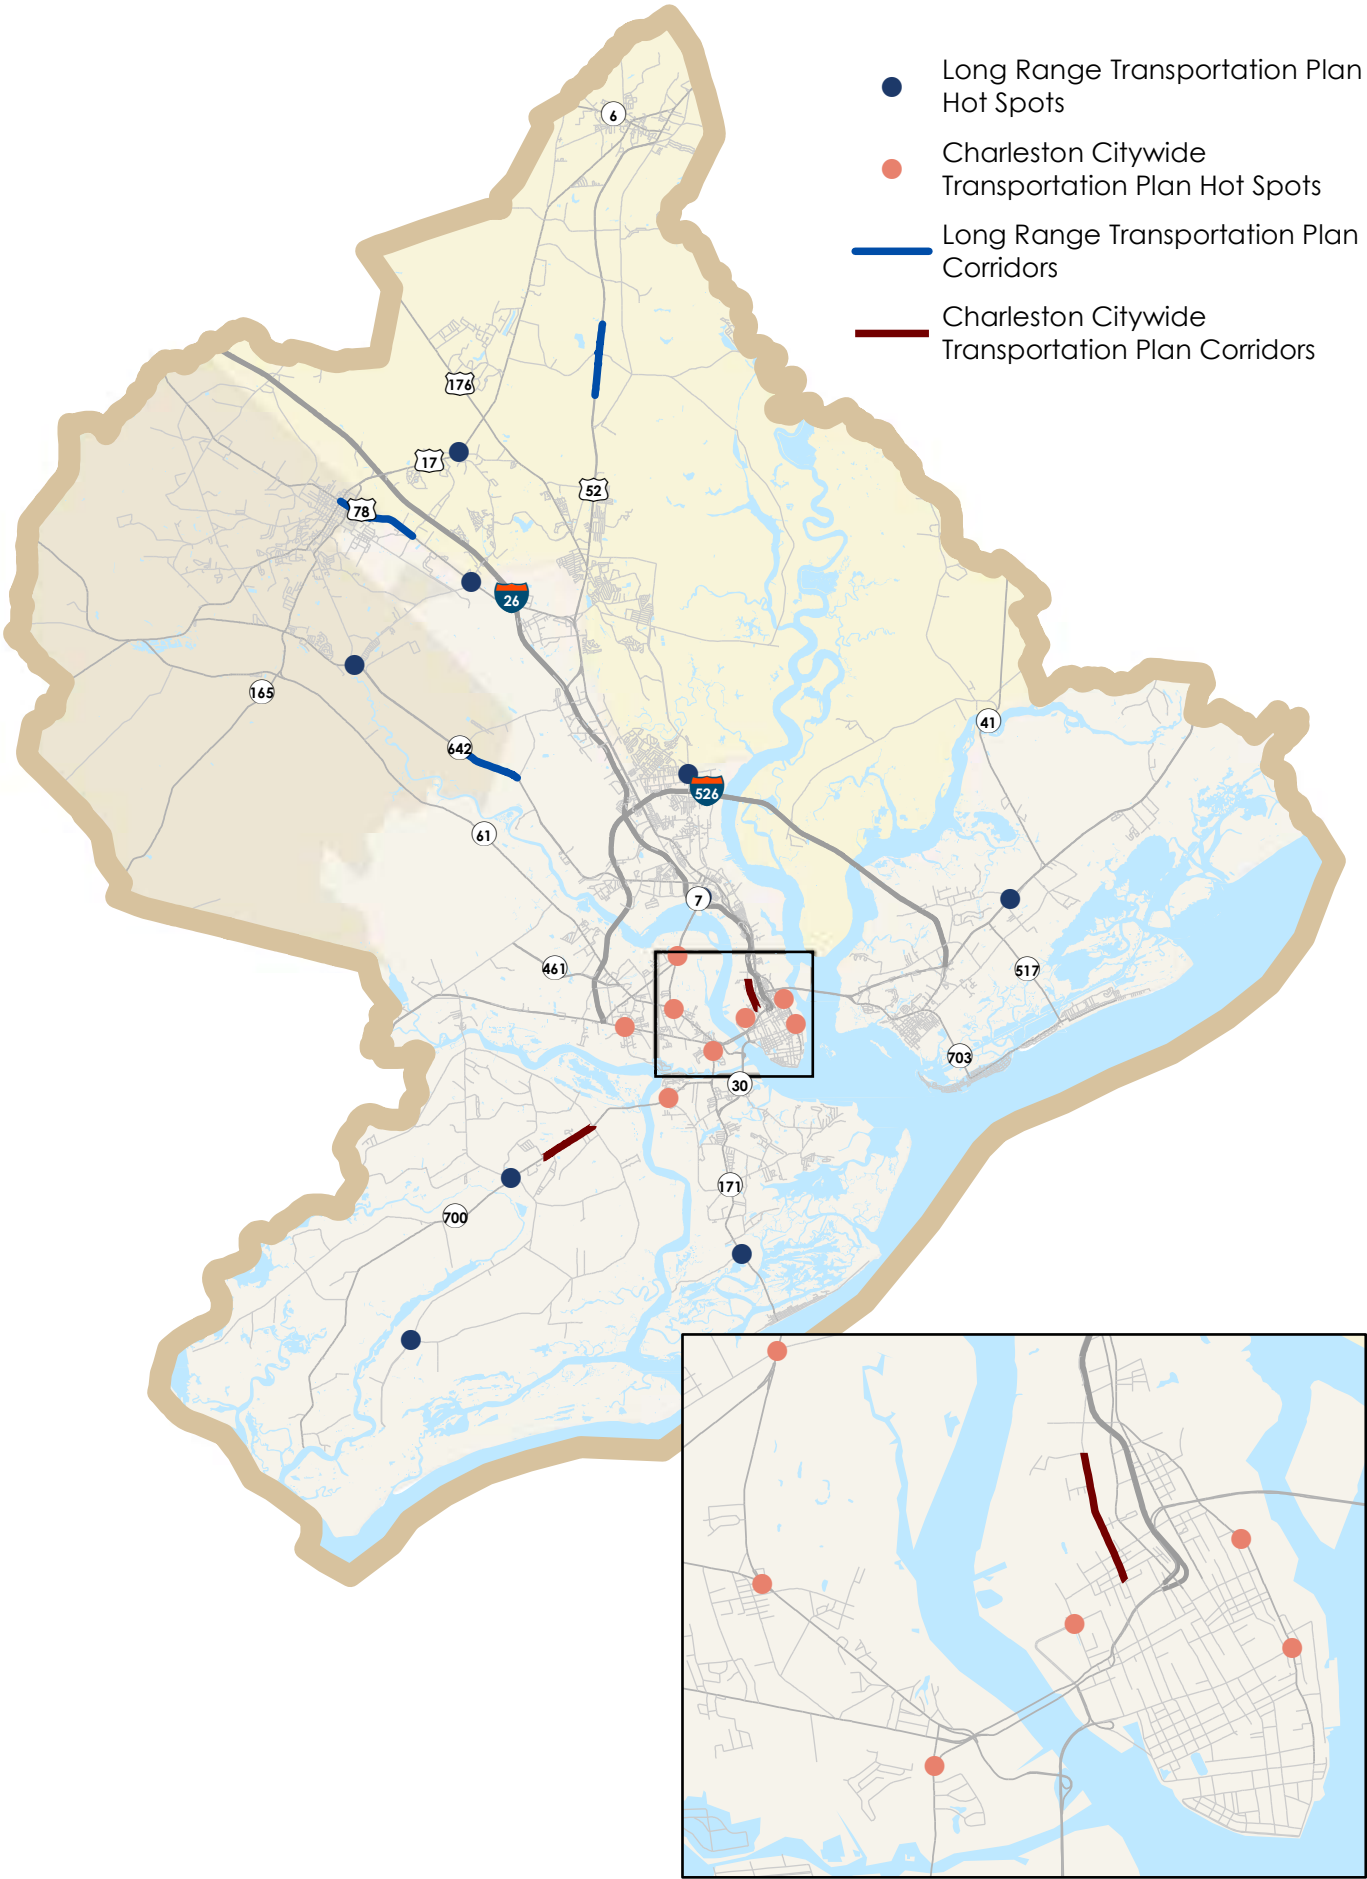 Long Range Transportation Plan
Hot Spots
Charleston Citywide
Transportation Plan Hot Spots
Long Range Transportation Plan
Corridors
Charleston Citywide
Transportation Plan Corridors
6
176
17
52
78
26
165
41
642
526
61
7
461
517
703
30
171
700